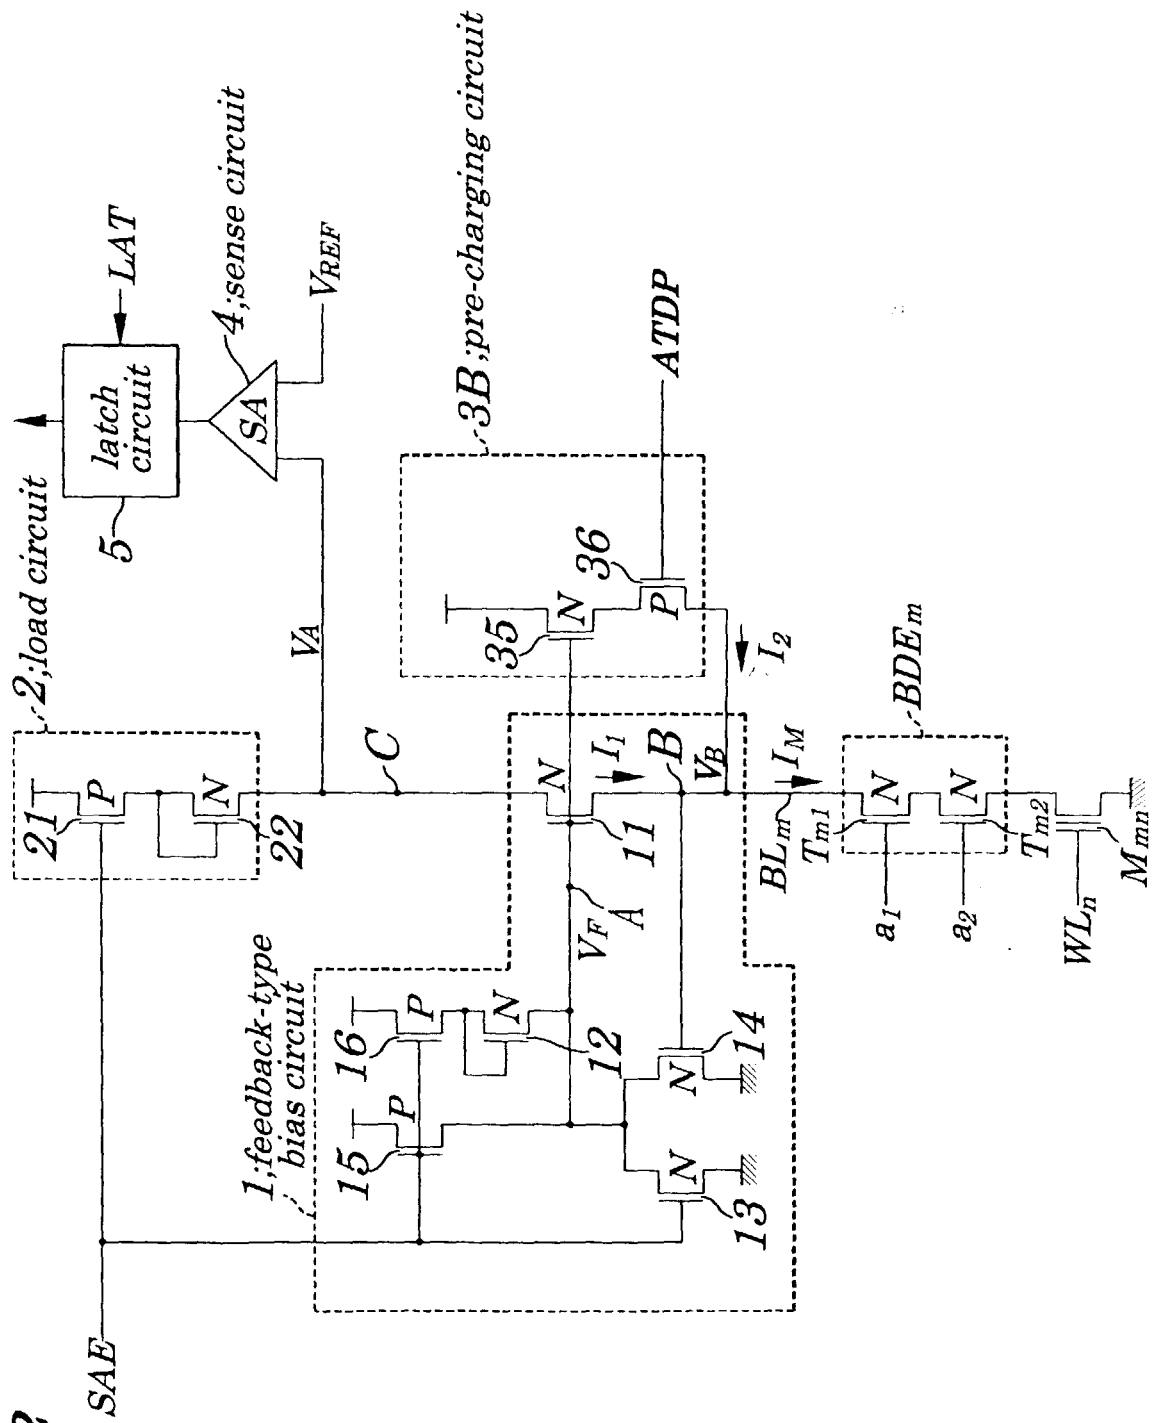 2
SAE
2;load circuit
21
P
N
22
latch
circuit
5
LAT
4;sense circuit
SA
VREF
VA
C
1;feedback-type
bias circuit
15
P
16
P
N
12
VF
A
N
11
I1
B
VB
13
N
14
N
3B;pre-charging circuit
35
N
36
P
ATDP
I2
IM
BLm
BDEm
Tm1
N
a1
N
Tm2
a2
WLn
Mmn